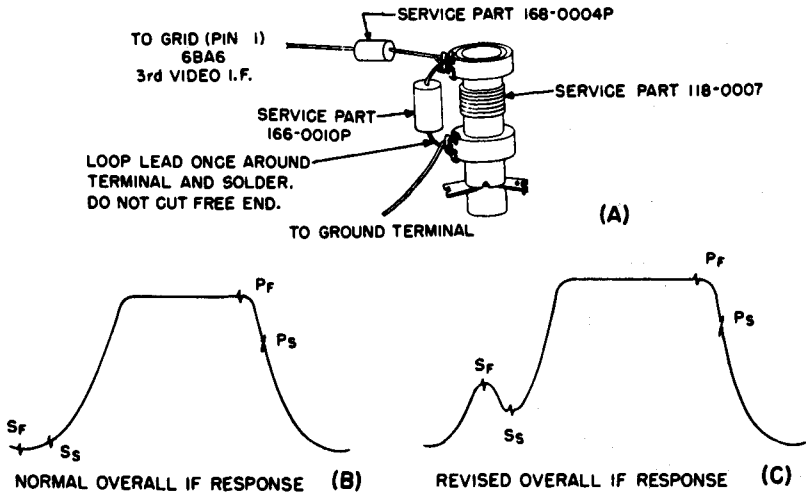 SERVICE PART 168-0004P
TO GRID (PIN 1)
6BA6
3rd VIDEO I.F.
SERVICE PART 118-0007
SERVICE PART
166-0010P
LOOP LEAD ONCE AROUND
TERMINAL AND SOLDER.
DO NOT CUT FREE END.
TO GROUND TERMINAL
(A)
PF
PS
SF
SS
NORMAL OVERALL IF RESPONSE (B)
PF
PS
SF
SS
REVISED OVERALL IF RESPONSE (C)